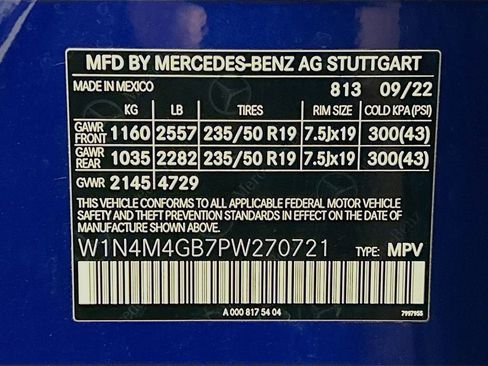 MFD BY MERCEDES-BENZ AG STUTTGART
MADE IN MEXICO 813 09/22
KG LB TIRES RIM SIZE COLD KPA (PSI)
GAWR FRONT 1160 2557 235/50 R19 7.5Jx19 300(43)
GAWR REAR 1035 2282 235/50 R19 7.5Jx19 300(43)
GVWR 2145 4729
THIS VEHICLE CONFORMS TO ALL APPLICABLE FEDERAL MOTOR VEHICLE
SAFETY AND THEFT PREVENTION STANDARDS IN EFFECT ON THE DATE
OF MANUFACTURE SHOWN ABOVE.
W1N4M4GB7PW270721 TYPE: MPV
A 000 817 54 04
7997955